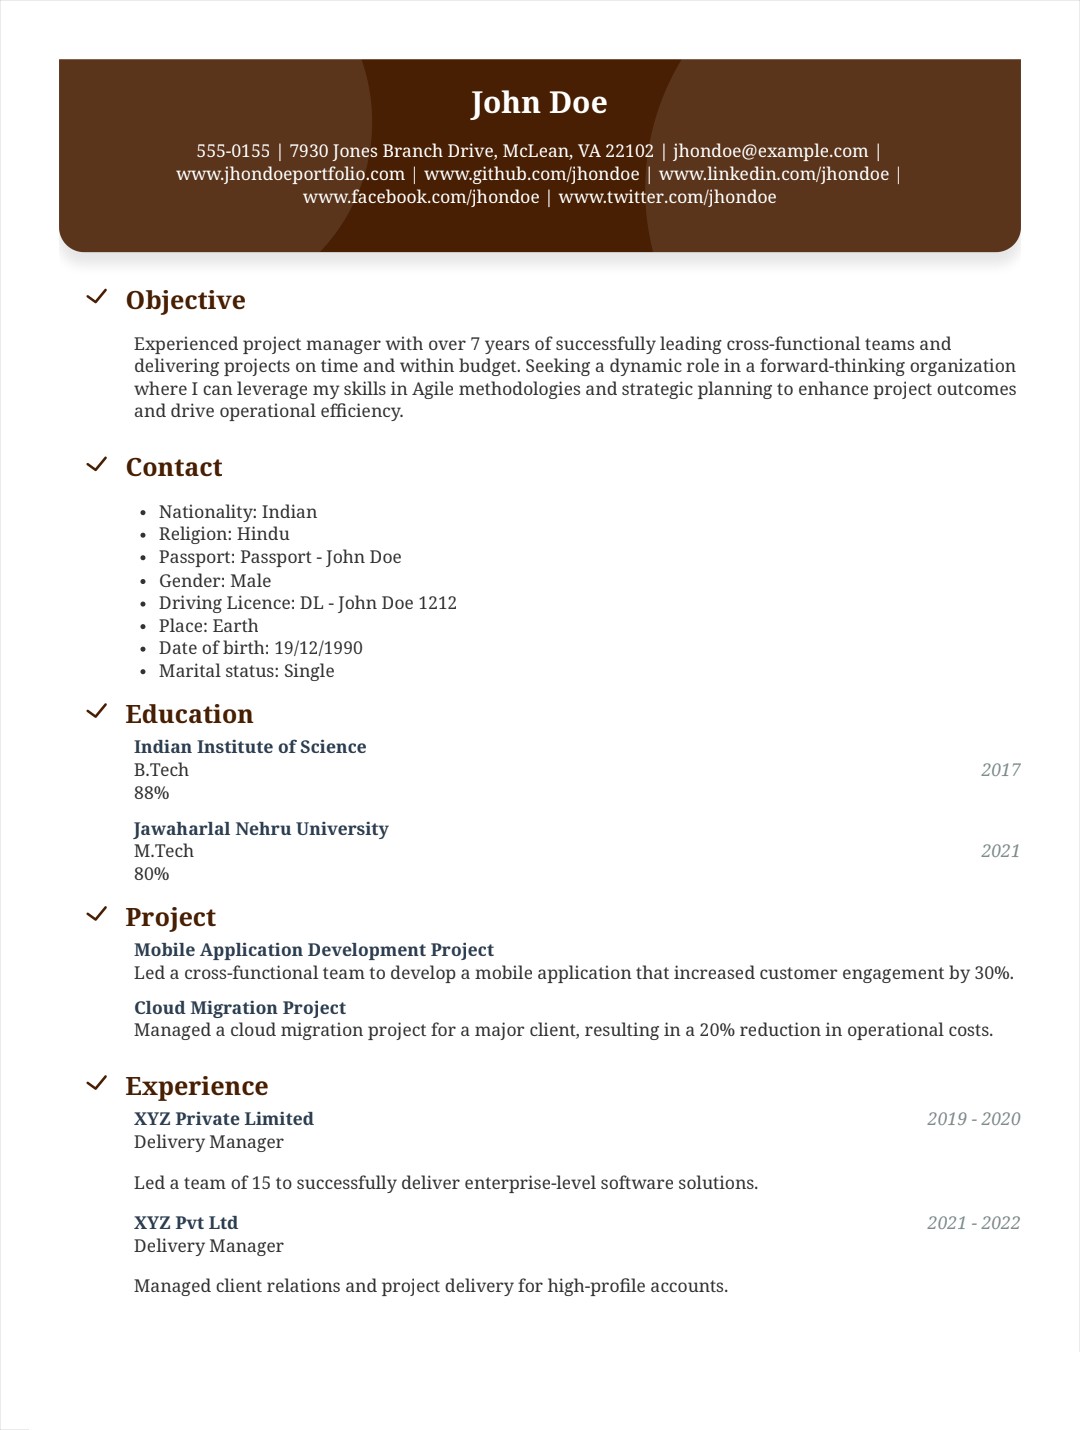 John Doe
555-0155 | 7930 Jones Branch Drive, McLean, VA 22102 | jhondoe@example.com |
www.jhondoeportfolio.com | www.github.com/jhondoe | www.linkedin.com/jhondoe |
www.facebook.com/jhondoe | www.twitter.com/jhondoe
Objective
Experienced project manager with over 7 years of successfully leading cross-functional teams and
delivering projects on time and within budget. Seeking a dynamic role in a forward-thinking organization
where I can leverage my skills in Agile methodologies and strategic planning to enhance project outcomes
and drive operational efficiency.
Contact
• Nationality: Indian
• Religion: Hindu
• Passport: Passport - John Doe
• Gender: Male
• Driving Licence: DL - John Doe 1212
• Place: Earth
• Date of birth: 19/12/1990
• Marital status: Single
Education
Indian Institute of Science
B.Tech 2017
88%
Jawaharlal Nehru University
M.Tech 2021
80%
Project
Mobile Application Development Project
Led a cross-functional team to develop a mobile application that increased customer engagement by 30%.
Cloud Migration Project
Managed a cloud migration project for a major client, resulting in a 20% reduction in operational costs.
Experience
XYZ Private Limited 2019 - 2020
Delivery Manager
Led a team of 15 to successfully deliver enterprise-level software solutions.
XYZ Pvt Ltd 2021 - 2022
Delivery Manager
Managed client relations and project delivery for high-profile accounts.